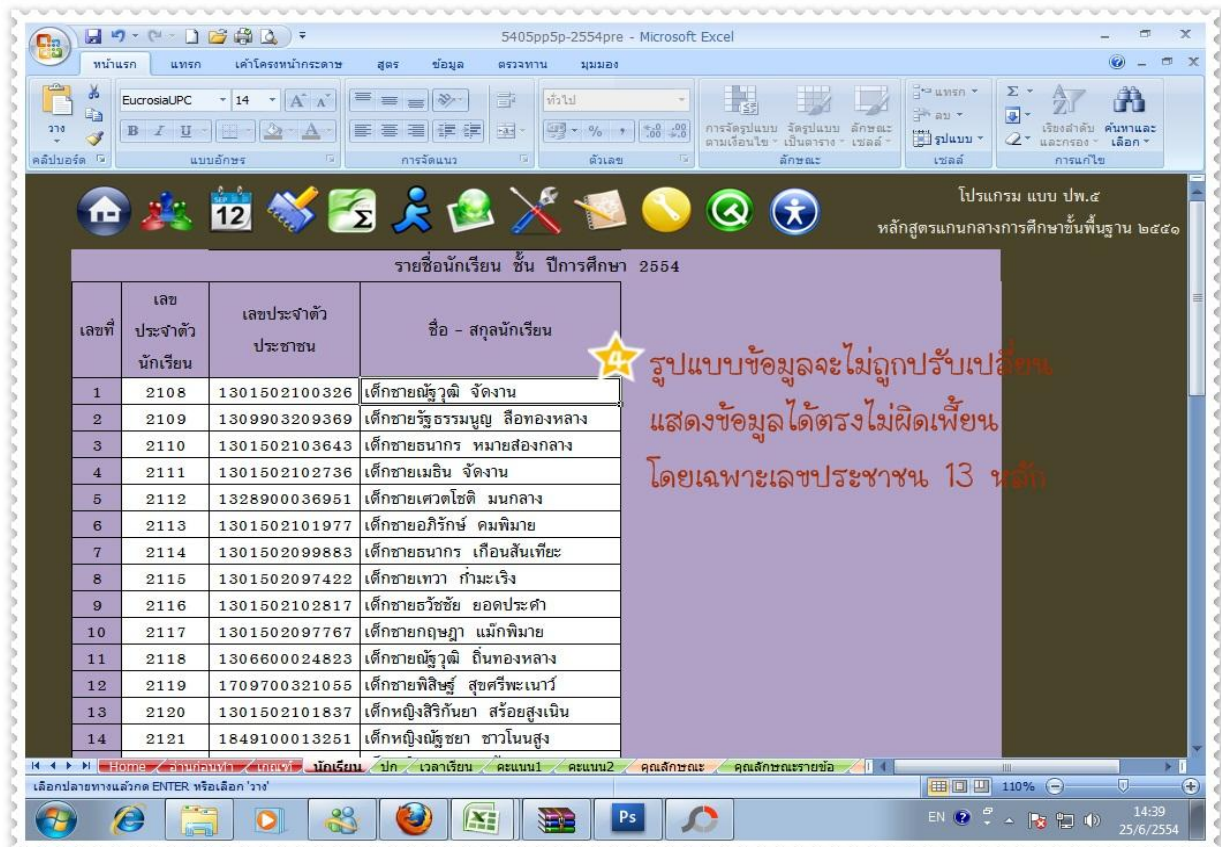 5405pp5p-2554pre - Microsoft Excel
หน้าแรก แทรก เค้าโครงหน้ากระดาษ สูตร ข้อมูล ตรวจทาน มุมมอง
วาง
EucrosiaUPC 14
ทั่วไป
การจัดรูปแบบตามเงื่อนไข
จัดรูปแบบเป็นตาราง
ลักษณะเซลล์
แทรก
ลบ
รูปแบบ
เรียงลำดับและกรอง
ค้นหาและเลือก
คลิปบอร์ด แบบอักษร การจัดแนว ตัวเลข ลักษณะ เซลล์ การแก้ไข
SEP
12
โปรแกรม แบบ ปพ.๕
หลักสูตรแกนกลางการศึกษาขั้นพื้นฐาน ๒๕๕๑
รายชื่อนักเรียน ชั้น ปีการศึกษา 2554
เลขที่ เลขประจำตัวนักเรียน เลขประจำตัวประชาชน ชื่อ - สกุลนักเรียน
1 2108 1301502100326 เด็กชายณัฐวุฒิ จัดงาน
2 2109 1309903209369 เด็กชายรัฐธรรมนูญ ลือทองหลาง
3 2110 1301502103643 เด็กชายธนากร หมายส่องกลาง
4 2111 1301502102736 เด็กชายเมธิน จัดงาน
5 2112 1328900036951 เด็กชายเศวตโชติ มนกลาง
6 2113 1301502101977 เด็กชายอภิรักษ์ คมพิมาย
7 2114 1301502099883 เด็กชายธนากร เกือนสันเทียะ
8 2115 1301502097422 เด็กชายเทวา กำมะเริง
9 2116 1301502102817 เด็กชายธวัชชัย ยอดประคำ
10 2117 1301502097767 เด็กชายกฤษฎา แม๊กพิมาย
11 2118 1306600024823 เด็กชายณัฐวุฒิ ถิ่นทองหลาง
12 2119 1709700321055 เด็กชายพิสิษฐ์ สุขศรีพะเนาว์
13 2120 1301502101837 เด็กหญิงสิริกันยา สร้อยสูงเนิน
14 2121 1849100013251 เด็กหญิงณัฐชยา ชาวโนนสูง
4
รูปแบบข้อมูลจะไม่ถูกปรับเปลี่ยน
แสดงข้อมูลได้ตรงไม่ผิดเพี้ยน
โดยเฉพาะเลขประชาชน 13 หลัก
Home อ่านก่อนทำ เกณฑ์ นักเรียน ปก เวลาเรียน คะแนน1 คะแนน2 คุณลักษณะ คุณลักษณะรายข้อ
เลือกปลายทางแล้วกด ENTER หรือเลือก 'วาง'
110%
Ps
EN
14:39
25/6/2554